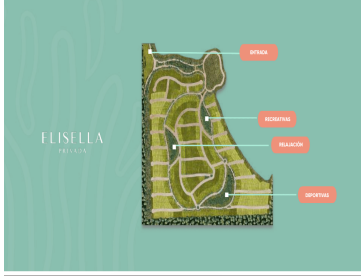 ENTRADA
RECREATIVAS
ELISELLA
PRIVADA
RELAJACIÓN
DEPORTIVAS